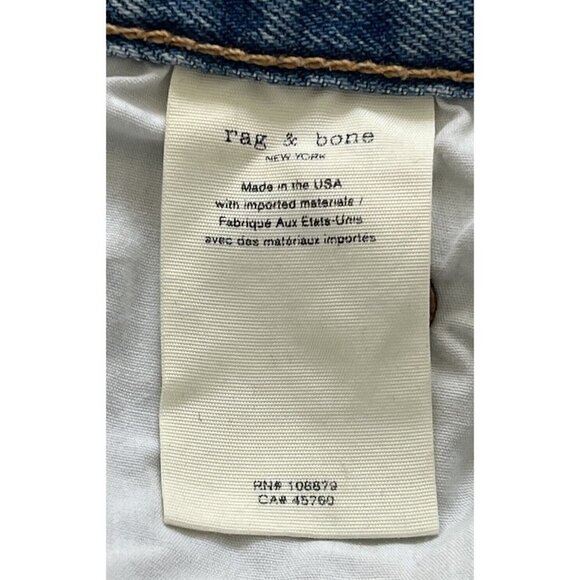 rag & bone
NEW YORK
Made in the USA
with imported materials /
Fabriqué Aux Etats-Unis
avec des matériaux importés
RN# 108879
CA# 45760